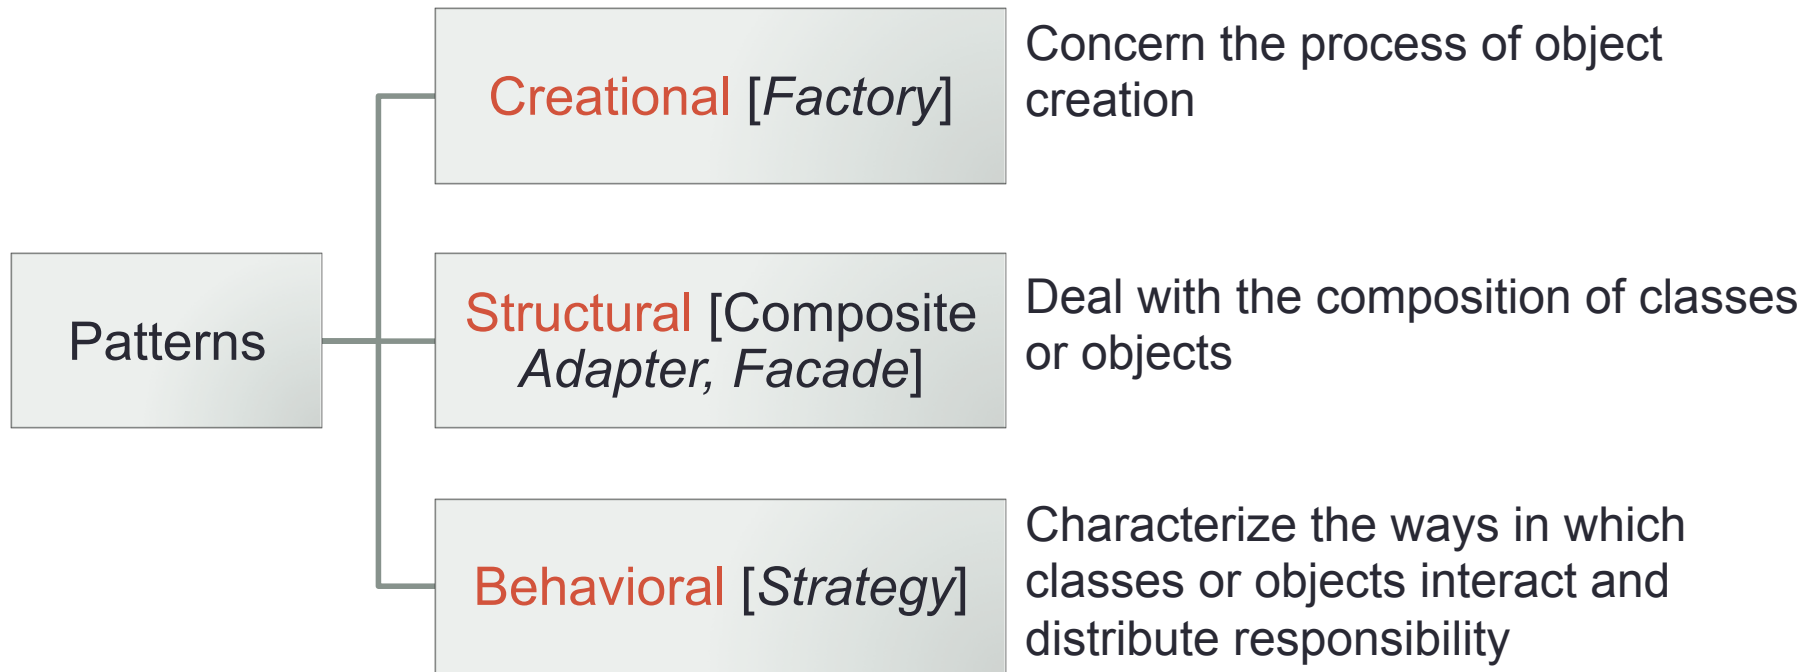 Creational [Factory]
Concern the process of object
creation
Patterns
Structural [Composite
Adapter, Facade]
Deal with the composition of classes
or objects
Behavioral [Strategy]
Characterize the ways in which
classes or objects interact and
distribute responsibility